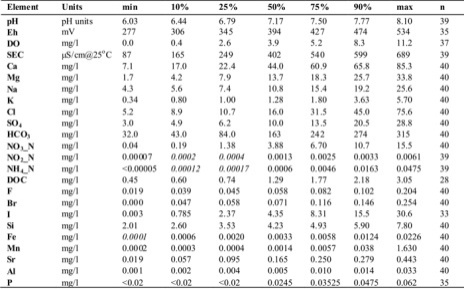 Element Units min 10% 25% 50% 75% 90% max n
pH pH units 6.03 6.44 6.79 7.17 7.50 7.77 8.10 39
Eh mV 277 306 345 394 427 474 534 35
DO mg/l 0.0 0.4 2.6 3.9 5.2 8.3 11.2 37
SEC µS/cm@25°C 87 165 249 402 540 599 689 39
Ca mg/l 7.1 17.0 22.4 44.0 60.9 65.8 85.3 40
Mg mg/l 1.7 4.2 7.9 13.7 18.3 25.7 33.8 40
Na mg/l 4.3 5.6 7.4 10.8 15.4 19.2 25.6 40
K mg/l 0.34 0.80 1.00 1.28 1.80 3.63 5.70 40
Cl mg/l 5.2 8.9 10.7 16.0 31.5 45.0 75.6 40
SO4 mg/l 3.0 4.9 6.2 10.0 13.5 20.5 28.8 40
HCO3 mg/l 32.0 43.0 84.0 163 242 274 315 40
NO3_N mg/l 0.04 0.19 1.38 3.88 6.70 10.7 15.5 40
NO2_N mg/l 0.00007 0.0002 0.0004 0.0013 0.0025 0.0033 0.0061 39
NH4_N mg/l <0.00005 0.00012 0.00017 0.0006 0.0046 0.0163 0.0475 39
DOC mg/l 0.45 0.60 0.74 1.29 1.77 2.18 3.05 28
F mg/l 0.019 0.039 0.045 0.058 0.082 0.102 0.204 40
Br mg/l 0.000 0.047 0.058 0.071 0.116 0.146 0.254 40
I mg/l 0.003 0.785 2.37 4.35 8.31 15.5 30.6 33
Si mg/l 2.01 2.60 3.53 4.23 4.93 5.90 7.80 40
Fe mg/l 0.0001 0.0006 0.0020 0.0033 0.0058 0.0124 0.0226 40
Mn mg/l 0.0002 0.0003 0.0004 0.0014 0.0057 0.038 1.630 40
Sr mg/l 0.019 0.057 0.095 0.165 0.250 0.279 0.443 40
Al mg/l 0.001 0.002 0.004 0.005 0.010 0.014 0.033 40
P mg/l <0.02 <0.02 <0.02 0.0245 0.03525 0.0475 0.062 35